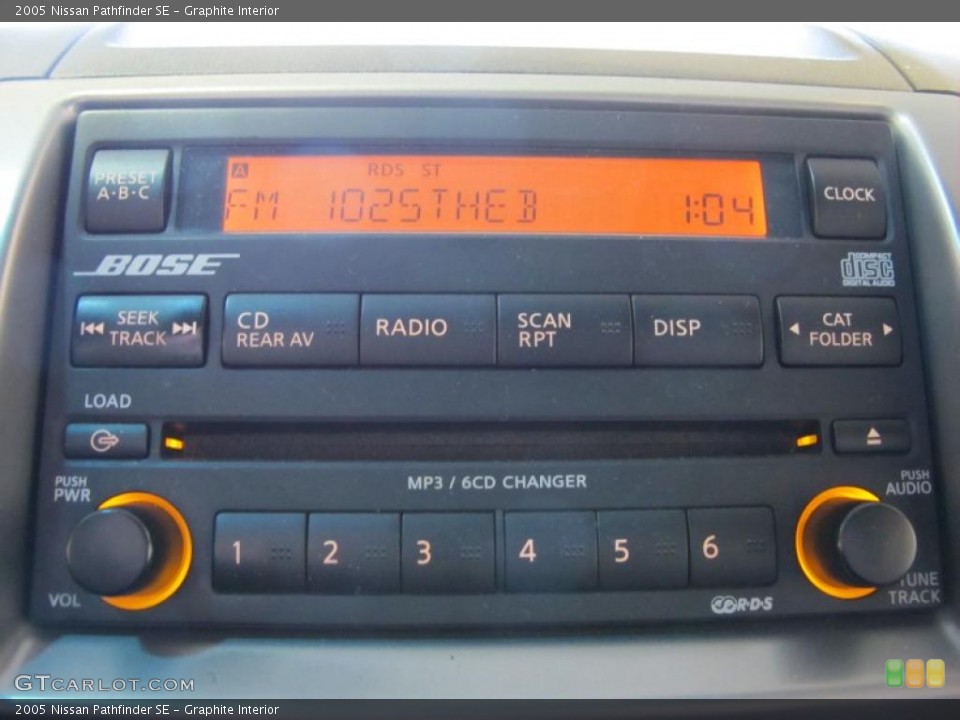 2005 Nissan Pathfinder SE - Graphite Interior
A RDS ST
PRESET
A·B·C
FM 102STHEB 1:04
CLOCK
BOSE
COMPACT
disc
DIGITAL AUDIO
SEEK
TRACK
CD
REAR AV
RADIO
SCAN
RPT
DISP
CAT
FOLDER
LOAD
MP3 / 6CD CHANGER
PUSH
PWR
PUSH
AUDIO
1 2 3 4 5 6
VOL
TUNE
TRACK
R·D·S
GTCARLOT.COM
2005 Nissan Pathfinder SE - Graphite Interior